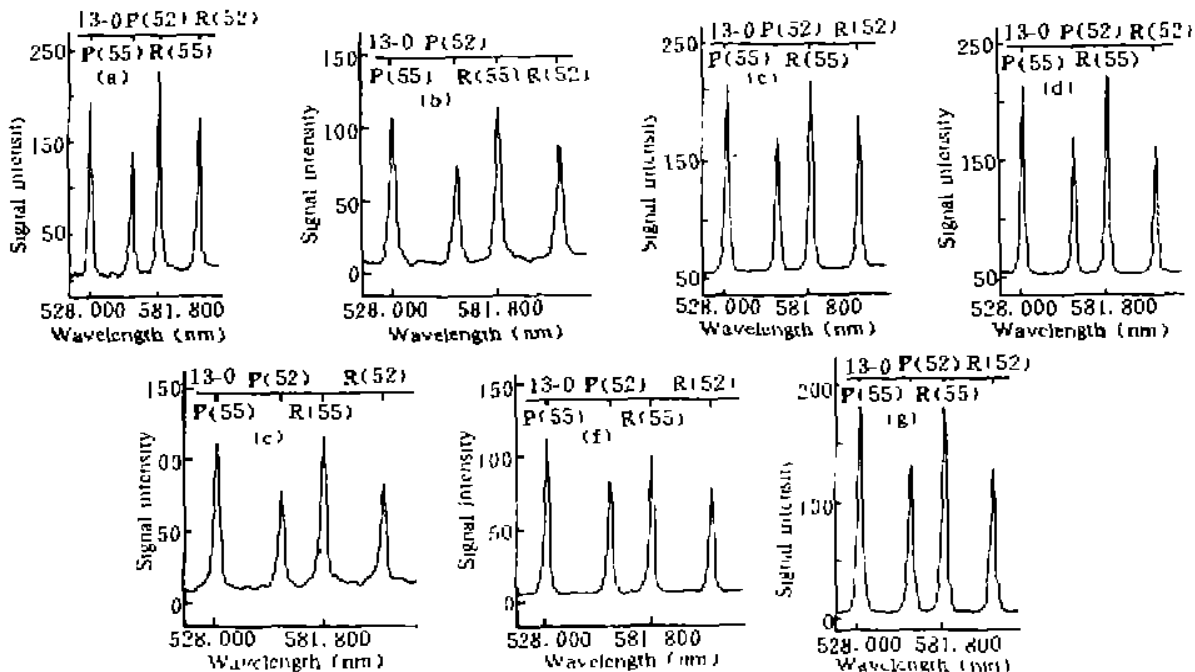 13-0 P(52) R(52)
250
P(55) R(55)
(a)
150
50
Signal intensity
528.000 581.800
Wavelength (nm)
150
13-0 P(52)
P(55) R(55) R(52)
(b)
100
50
0
Signal intensity
528.000 581.800
Wavelength (nm)
250
13-0 P(52) R(52)
P(55) R(55)
(c)
150
50
Signal intensity
528.000 581.800
Wavelength (nm)
250
13-0 P(52) R(52)
P(55) R(55)
(d)
150
50
Signal intensity
528.000 581.800
Wavelength (nm)
150
13-0 P(52) R(52)
P(55) R(55)
(e)
100
50
0
Signal intensity
528.000 581.800
Wavelength (nm)
150
13-0 P(52) R(52)
P(55) R(55)
(f)
100
50
0
Signal intensity
528.000 581.800
Wavelength (nm)
13-0 P(52) R(52)
200
P(55) R(55)
(g)
100
0
Signal intensity
528.000 581.800
Wavelength (nm)